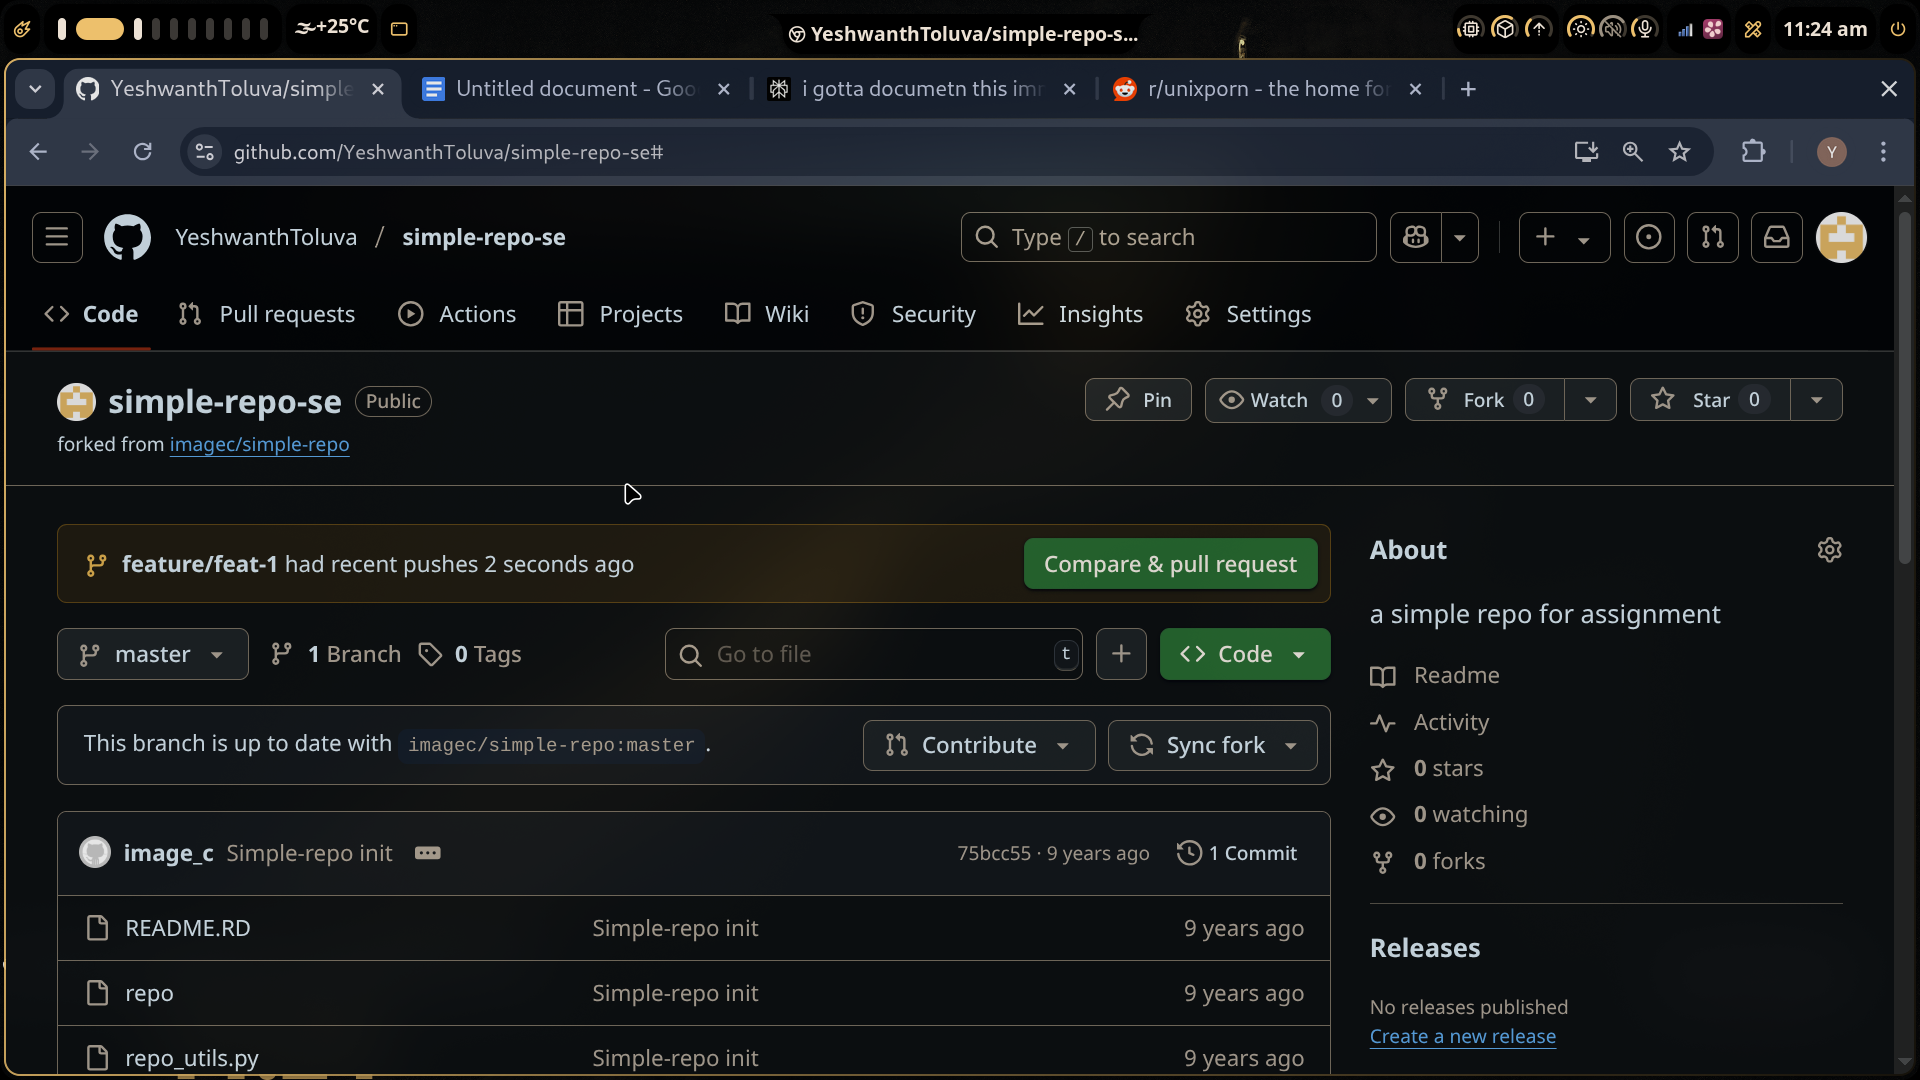 +25°C
YeshwanthToluva/simple-repo-s...
11:24 am
YeshwanthToluva/simple
Untitled document - Goo
i gotta documetn this im
r/unixporn - the home for
github.com/YeshwanthToluva/simple-repo-se#
Y
YeshwanthToluva / simple-repo-se
Type / to search
Code
Pull requests
Actions
Projects
Wiki
Security
Insights
Settings
simple-repo-se Public
Pin
Watch 0
Fork 0
Star 0
forked from imagec/simple-repo
feature/feat-1 had recent pushes 2 seconds ago
Compare & pull request
About
a simple repo for assignment
master
1 Branch
0 Tags
Go to file t
Code
Readme
This branch is up to date with imagec/simple-repo:master .
Contribute
Sync fork
Activity
0 stars
0 watching
0 forks
image_c Simple-repo init
75bcc55 · 9 years ago
1 Commit
README.RD Simple-repo init 9 years ago
repo Simple-repo init 9 years ago
repo_utils.py Simple-repo init 9 years ago
Releases
No releases published
Create a new release